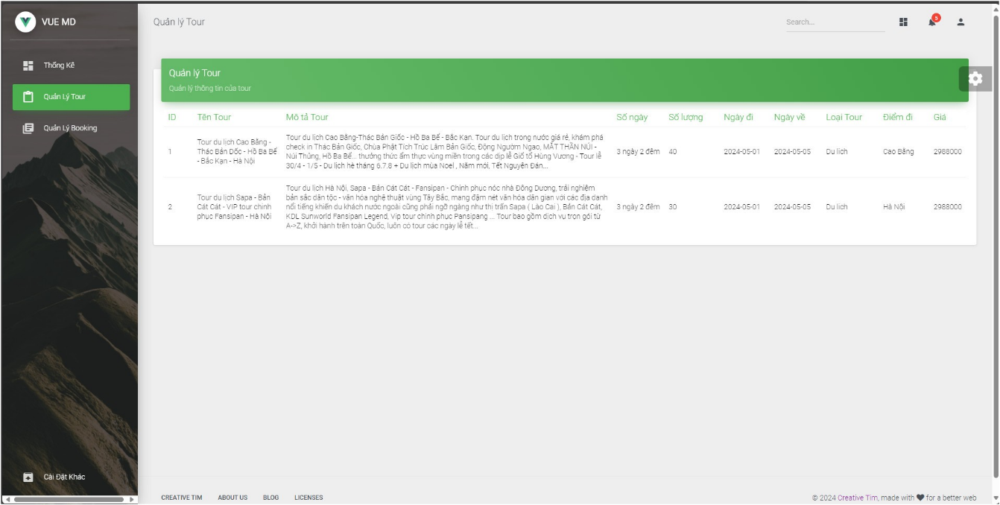 VUE MD
Quản lý Tour
Search...
5
Thống Kê
Quản Lý Tour
Quản Lý Booking
Cài Đặt Khác
Quản lý Tour
Quản lý thông tin của tour
ID Tên Tour Mô tả Tour Số ngày Số lượng Ngày đi Ngày về Loại Tour Điểm đi Giá
1
Tour du lịch Cao Bằng -
Thác Bản Dốc - Hồ Ba Bể
- Bắc Kạn - Hà Nội
Tour du lịch Cao Bằng-Thác Bản Giốc - Hồ Ba Bể - Bắc Kạn. Tour du lịch trong nước giá rẻ, khám phá
check in Thác Bản Giốc, Chùa Phật Tích Trúc Lâm Bản Giốc, Động Ngườm Ngao, MẮT THẦN NÚI -
Núi Thủng, Hồ Ba Bể... thưởng thức ẩm thực vùng miền trong các dịp lễ Giổ tổ Hùng Vương - Tour lễ
30/4 - 1/5 - Du lịch hè tháng 6.7.8 + Du lịch mùa Noel , Năm mới, Tết Nguyên Đán...
3 ngày 2 đêm 40 2024-05-01 2024-05-05 Du lich Cao Bằng 2988000
2
Tour du lịch Sapa - Bản
Cát Cát - VIP tour chinh
phục Fansipan - Hà Nội
Tour du lịch Hà Nội, Sapa - Bản Cát Cát - Fansipan - Chinh phục nóc nhà Đông Dương, trải nghiệm
bản sắc dân tộc - văn hóa nghệ thuật vùng Tây Bắc, mang đậm nét văn hóa dân gian với các địa danh
nổi tiếng khiến du khách nước ngoài cũng phải ngỡ ngàng như thị trấn Sapa ( Lào Cai ), Bản Cát Cát,
KDL Sunworld Fansipan Legend, Vip tour chinh phục Pansipang ... Tour bao gồm dịch vụ trọn gói từ
A->Z, khởi hành trên toàn Quốc, luôn có tour các ngày lễ tết...
3 ngày 2 đêm 30 2024-05-01 2024-05-05 Du lich Hà Nội 2988000
CREATIVE TIM ABOUT US BLOG LICENSES
© 2024 Creative Tim, made with ♥ for a better web